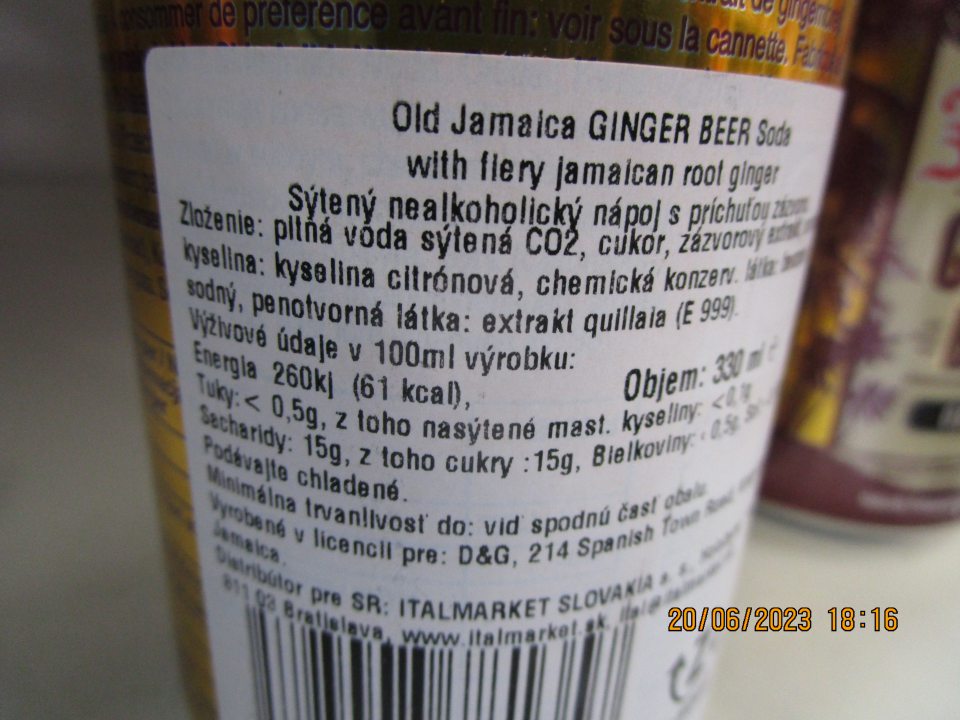 consommer de préférence avant fin: voir sous la cannette.
Old Jamaica GINGER BEER Soda
with fiery jamaican root ginger
Sýtený nealkoholický nápoj s príchuťou zázvoru
Zloženie: pitná voda sýtená CO2, cukor, zázvorový extrakt,
kyselina: kyselina citrónová, chemická konzerv. látka:
sodný, penotvorná látka: extrakt quillaia (E 999).
Výživové údaje v 100ml výrobku:
Energia 260kj (61 kcal),
Objem: 330 ml e
Tuky:< 0,5g, z toho nasýtené mast. kyseliny: <0,1g
Sacharidy: 15g, z toho cukry :15g, Bielkoviny: < 0,5g,
Podávajte chladené.
Minimálna trvanlivosť do: viď spodnú časť obalu.
Vyrobené v licencii pre: D&G, 214 Spanish Town Road,
Jamaica.
Distribútor pre SR: ITALMARKET SLOVAKIA a. s.,
811 03 Bratislava, www.italmarket.sk,
20/06/2023 18:16